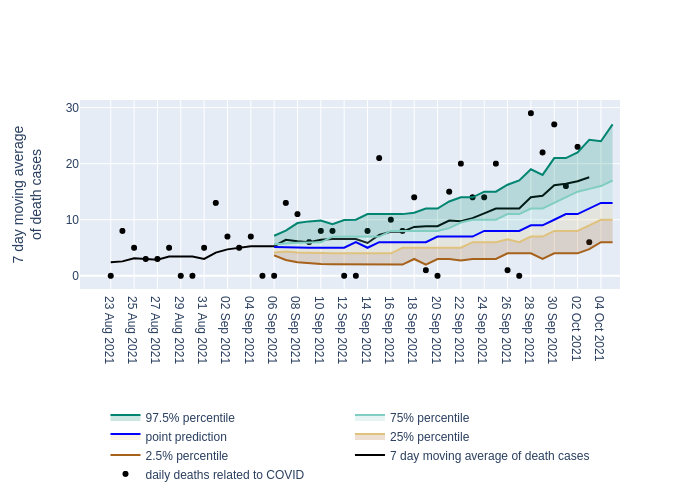 7 day moving average
of death cases
30
20
10
0
23 Aug 2021
25 Aug 2021
27 Aug 2021
29 Aug 2021
31 Aug 2021
02 Sep 2021
04 Sep 2021
06 Sep 2021
08 Sep 2021
10 Sep 2021
12 Sep 2021
14 Sep 2021
16 Sep 2021
18 Sep 2021
20 Sep 2021
22 Sep 2021
24 Sep 2021
26 Sep 2021
28 Sep 2021
30 Sep 2021
02 Oct 2021
04 Oct 2021
97.5% percentile
75% percentile
point prediction
25% percentile
2.5% percentile
7 day moving average of death cases
daily deaths related to COVID